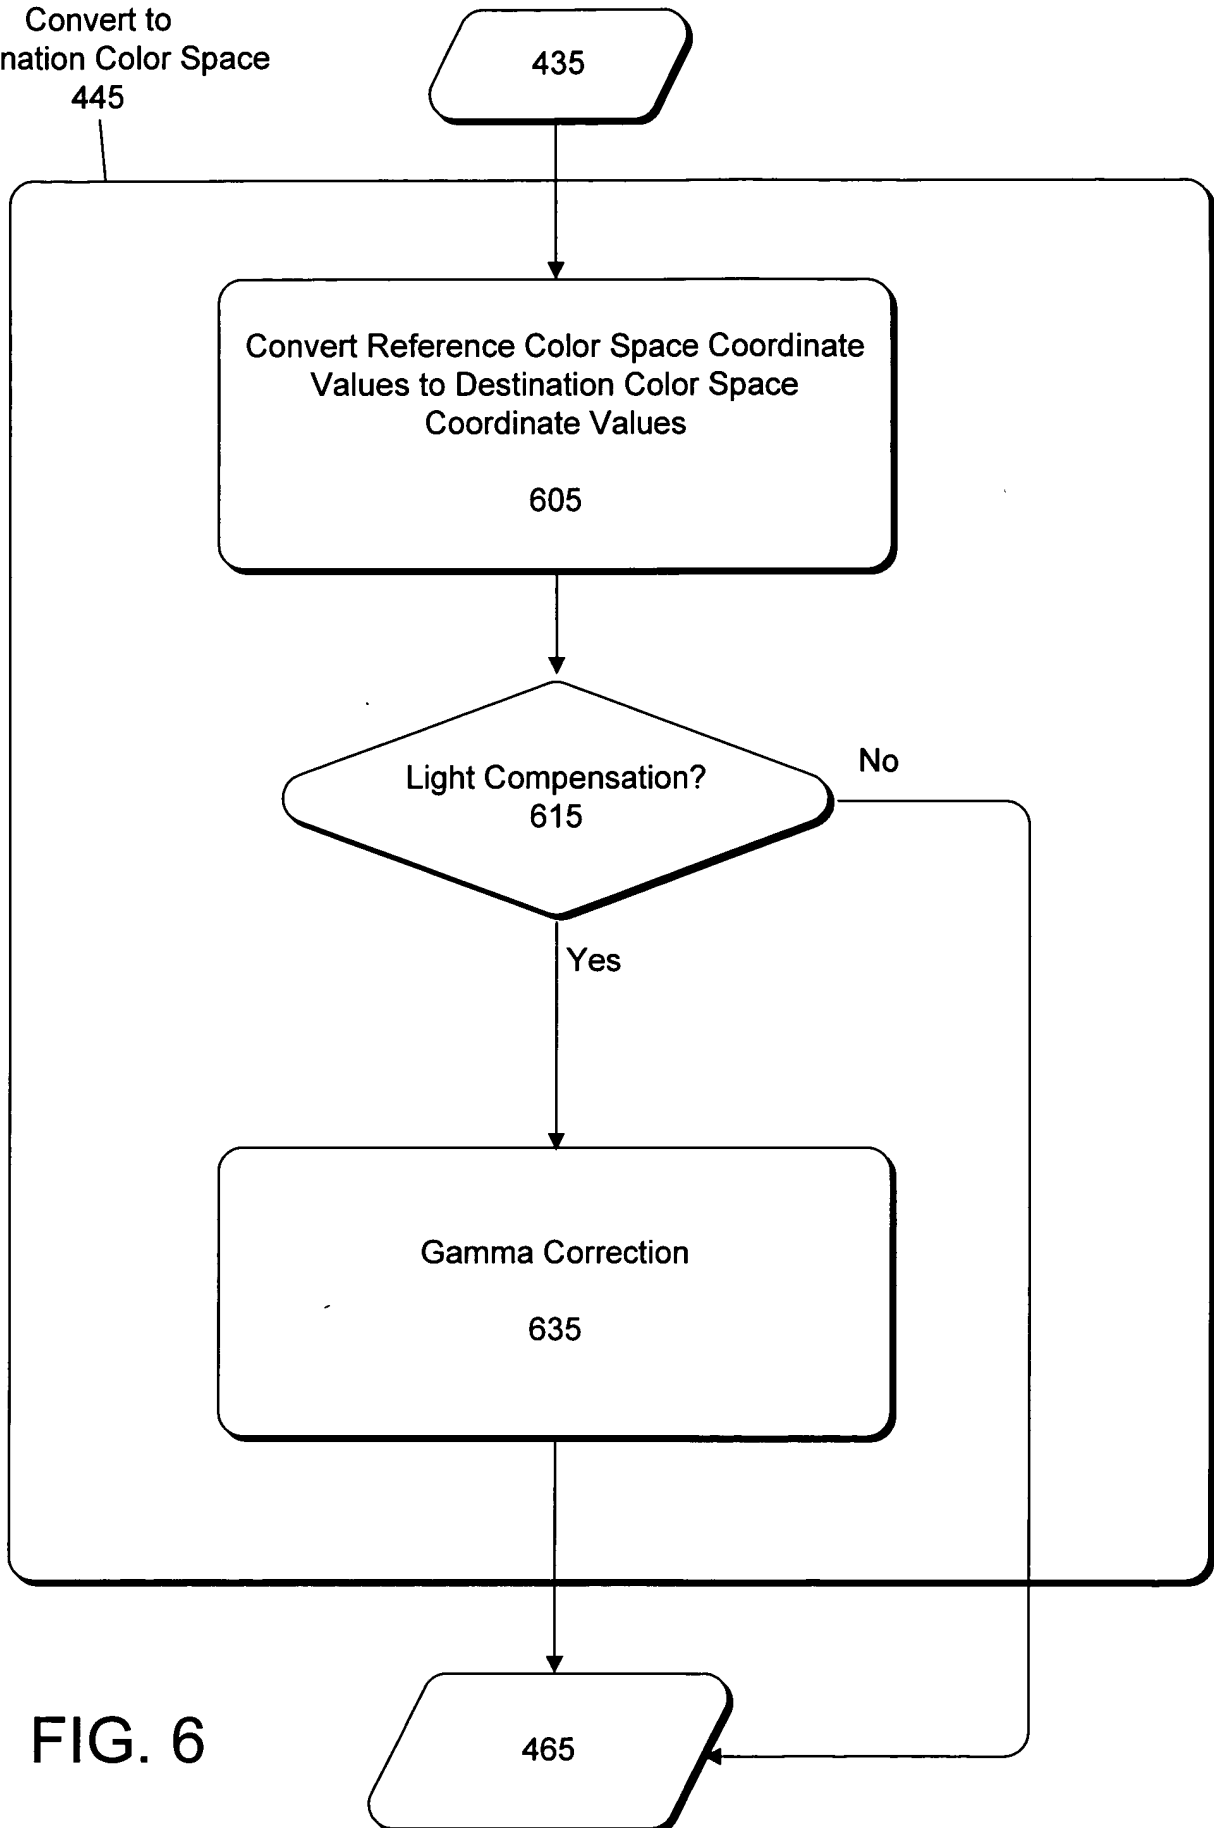 Convert to
nation Color Space
445
435
Convert Reference Color Space Coordinate
Values to Destination Color Space
Coordinate Values
605
Light Compensation?
615
No
Yes
Gamma Correction
635
465
FIG. 6